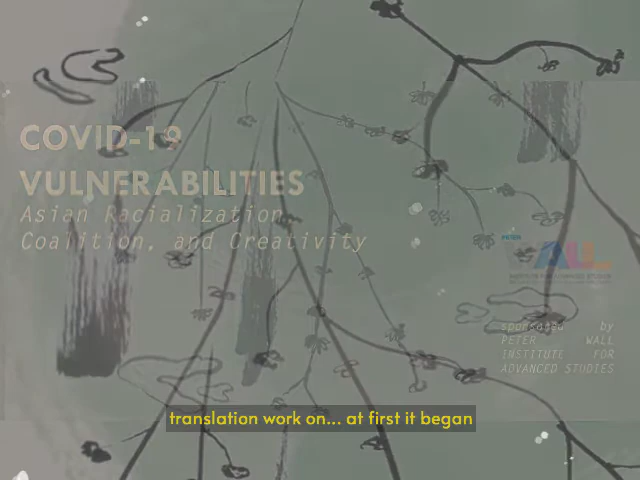 COVID-19
VULNERABILITIES
Asian Racialization,
Coalition, and Creativity
PETER
sponsored by
PETER WALL
INSTITUTE FOR
ADVANCED STUDIES
translation work on... at first it began